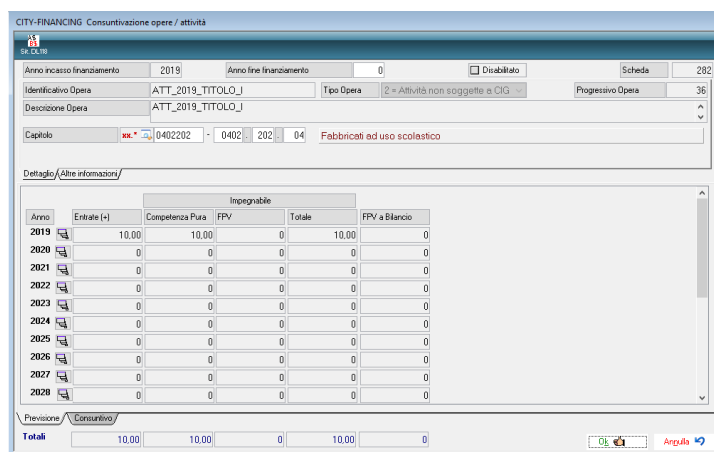 CITY-FINANCING Consuntivazione opere / attività
Sit. DL118
Anno incasso finanziamento 2019 Anno fine finanziamento 0 Disabilitato Scheda 282
Identificativo Opera ATT_2019_TITOLO_I Tipo Opera 2 = Attività non soggette a CIG Progressivo Opera 36
Descrizione Opera ATT_2019_TITOLO_I
Capitolo xx.* 0402202 - 0402 . 202 . 04 Fabbricati ad uso scolastico
Dettaglio Altre informazioni
Impegnabile
Anno Entrate (+) Competenza Pura FPV Totale FPV a Bilancio
2019 10,00 10,00 0 10,00 0
2020 0 0 0 0 0
2021 0 0 0 0 0
2022 0 0 0 0 0
2023 0 0 0 0 0
2024 0 0 0 0 0
2025 0 0 0 0 0
2026 0 0 0 0 0
2027 0 0 0 0 0
2028 0 0 0 0 0
Previsione Consuntivo
Totali 10,00 10,00 0 10,00 0 Ok Annulla